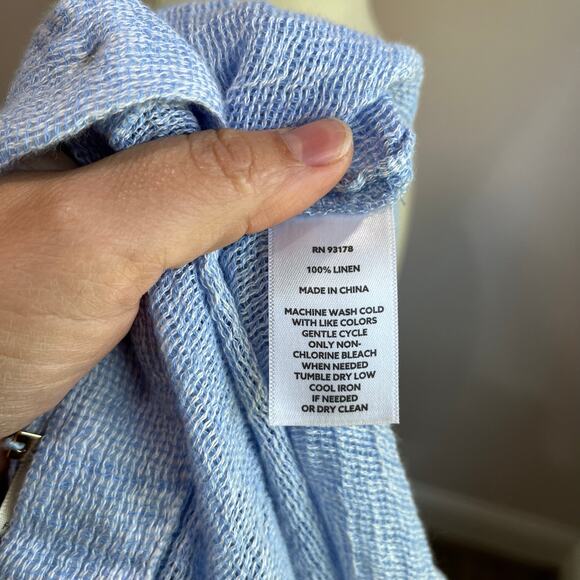 RN 93178
100% LINEN
MADE IN CHINA
MACHINE WASH COLD
WITH LIKE COLORS
GENTLE CYCLE
ONLY NON-
CHLORINE BLEACH
WHEN NEEDED
TUMBLE DRY LOW
COOL IRON
IF NEEDED
OR DRY CLEAN